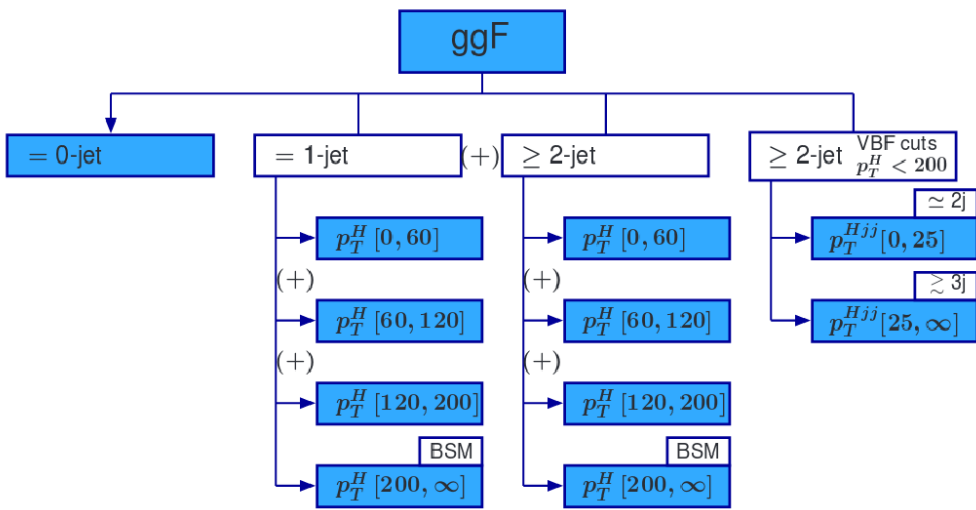 ggF
= 0-jet
= 1-jet
(+)
≥ 2-jet
≥ 2-jet VBF cuts
p_T^H < 200
≃ 2j
p_T^H [0, 60]
p_T^H [0, 60]
p_T^{Hjj} [0, 25]
(+)
(+)
≳ 3j
p_T^H [60, 120]
p_T^H [60, 120]
p_T^{Hjj} [25, ∞]
(+)
(+)
p_T^H [120, 200]
p_T^H [120, 200]
BSM
BSM
p_T^H [200, ∞]
p_T^H [200, ∞]